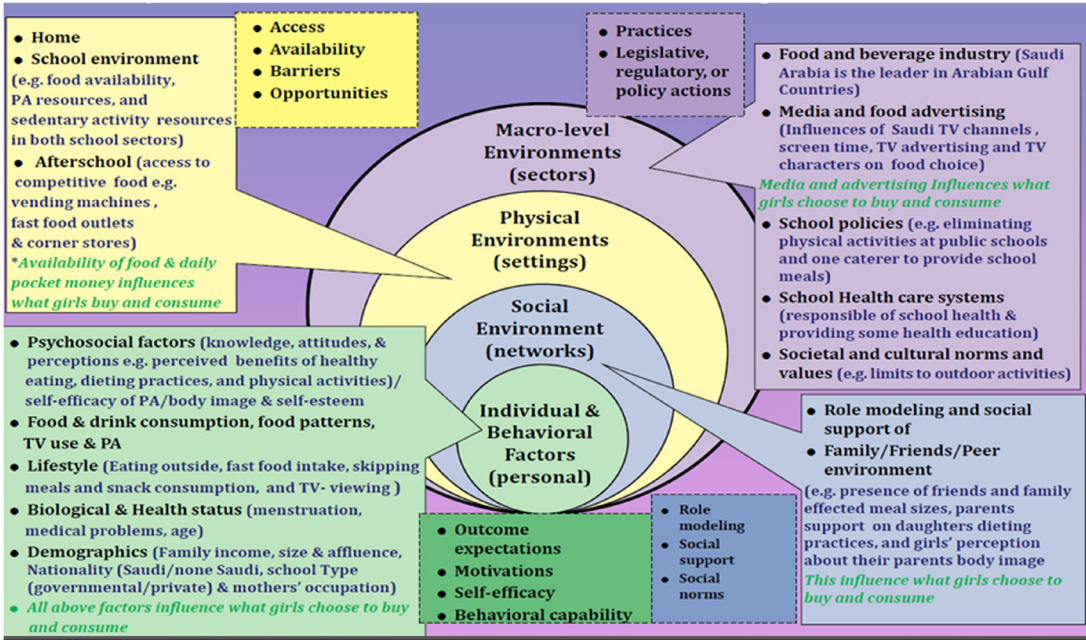 ● Home
● School environment
(e.g. food availability,
PA resources, and
sedentary activity resources
in both school sectors)
● Afterschool (access to
competitive food e.g.
vending machines ,
fast food outlets
& corner stores)
*Availability of food & daily
pocket money influences
what girls buy and consume
● Access
● Availability
● Barriers
● Opportunities
● Practices
● Legislative,
regulatory, or
policy actions
● Food and beverage industry (Saudi
Arabia is the leader in Arabian Gulf
Countries)
● Media and food advertising
(Influences of Saudi TV channels ,
screen time, TV advertising and TV
characters on food choice)
Media and advertising Influences what
girls choose to buy and consume
● School policies (e.g. eliminating
physical activities at public schools
and one caterer to provide school
meals)
● School Health care systems
(responsible of school health &
providing some health education)
● Societal and cultural norms and
values (e.g. limits to outdoor activities)
Macro-level
Environments
(sectors)
Physical
Environments
(settings)
Social
Environment
(networks)
Individual &
Behavioral
Factors
(personal)
● Psychosocial factors (knowledge, attitudes, &
perceptions e.g. perceived benefits of healthy
eating, dieting practices, and physical activities)/
self-efficacy of PA/body image & self-esteem
● Food & drink consumption, food patterns,
TV use & PA
● Lifestyle (Eating outside, fast food intake, skipping
meals and snack consumption, and TV- viewing )
● Biological & Health status (menstruation,
medical problems, age)
● Demographics (Family income, size & affluence,
Nationality (Saudi/none Saudi, school Type
(governmental/private) & mothers' occupation)
● All above factors influence what girls choose to buy
and consume
● Outcome
expectations
● Motivations
● Self-efficacy
● Behavioral capability
● Role
modeling
● Social
support
● Social
norms
● Role modeling and social
support of
● Family/Friends/Peer
environment
(e.g. presence of friends and family
effected meal sizes, parents
support on daughters dieting
practices, and girls' perception
about their parents body image
This influence what girls choose to
buy and consume